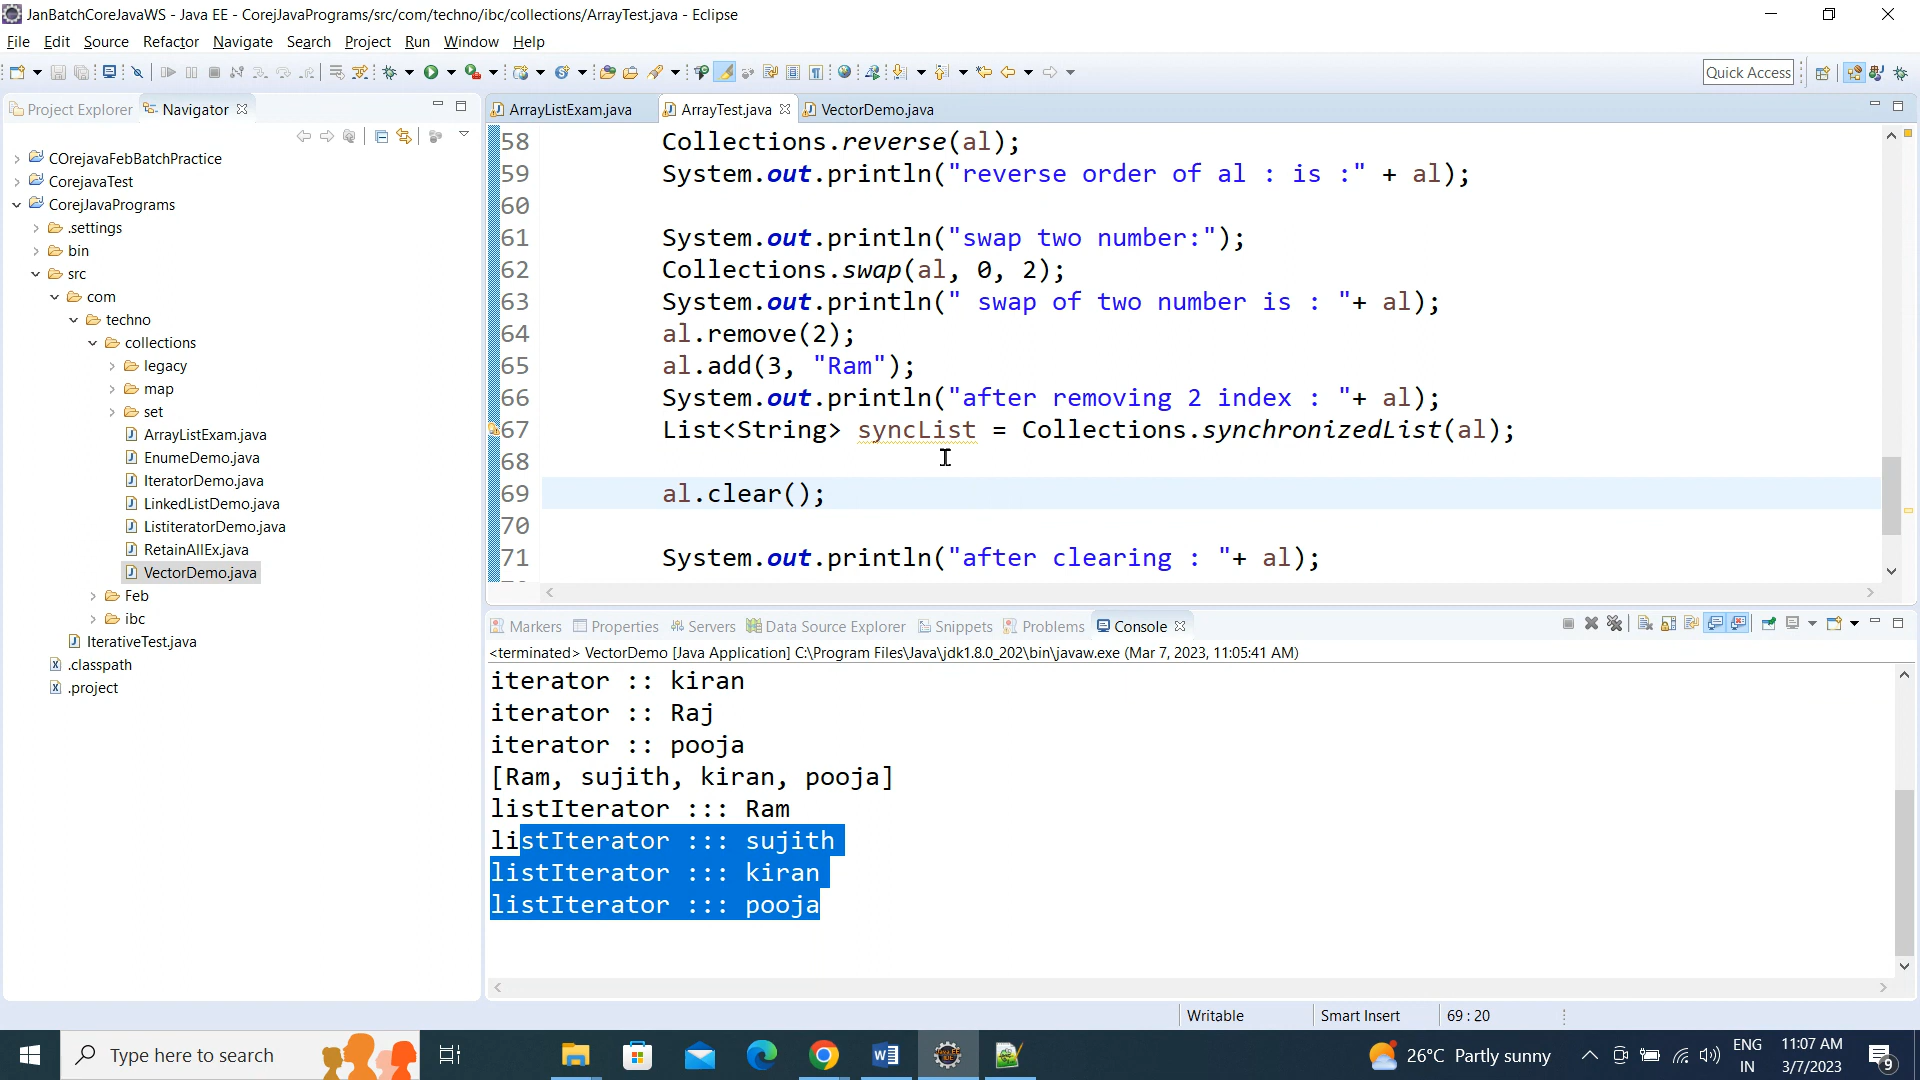 JanBatchCoreJavaWS - Java EE - CorejJavaPrograms/src/com/techno/ibc/collections/ArrayTest.java - Eclipse
File Edit Source Refactor Navigate Search Project Run Window Help
Quick Access
Project Explorer Navigator
ArrayListExam.java ArrayTest.java VectorDemo.java
COrejavaFebBatchPractice
CorejavaTest
CorejJavaPrograms
.settings
bin
src
com
techno
collections
legacy
map
set
ArrayListExam.java
EnumeDemo.java
IteratorDemo.java
LinkedListDemo.java
ListiteratorDemo.java
RetainAllEx.java
VectorDemo.java
Feb
ibc
IterativeTest.java
.classpath
.project
58 Collections.reverse(al);
59 System.out.println("reverse order of al : is :" + al);
60
61 System.out.println("swap two number:");
62 Collections.swap(al, 0, 2);
63 System.out.println(" swap of two number is : "+ al);
64 al.remove(2);
65 al.add(3, "Ram");
66 System.out.println("after removing 2 index : "+ al);
67 List<String> syncList = Collections.synchronizedList(al);
68
69 al.clear();
70
71 System.out.println("after clearing : "+ al);
Markers Properties Servers Data Source Explorer Snippets Problems Console
<terminated> VectorDemo [Java Application] C:\Program Files\Java\jdk1.8.0_202\bin\javaw.exe (Mar 7, 2023, 11:05:41 AM)
iterator :: kiran
iterator :: Raj
iterator :: pooja
[Ram, sujith, kiran, pooja]
listIterator ::: Ram
listIterator ::: sujith
listIterator ::: kiran
listIterator ::: pooja
Writable Smart Insert 69 : 20
Type here to search
26°C Partly sunny
ENG
IN
11:07 AM
3/7/2023
9